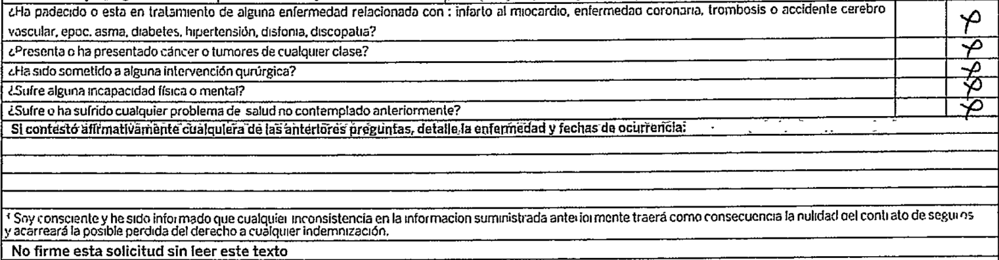 ¿Ha padecido o esta en tratamiento de alguna enfermedad relacionada con : infarto al miocardio, enfermedad coronaria, trombosis o accidente cerebro
vascular, epoc. asma, diabetes, hipertensión, disfonia, discopatia? X
¿Presenta o ha presentado cáncer o tumores de cualquier clase? X
¿Ha sido sometido a alguna intervención qurúrgica? X
¿Sufre alguna incapacidad física o mental? X
¿Sufre o ha sufrido cualquier problema de salud no contemplado anteriormente? X
Si contestó afirmativamente cualquiera de las anteriores preguntas, detalle la enfermedad y fechas de ocurrencia:
* Soy consciente y he sido informado que cualquier inconsistencia en la informacion suministrada anteriormente traerá como consecuencia la nulidad del contrato de seguros
y acarreará la posible perdida del derecho a cualquier indemnización.
No firme esta solicitud sin leer este texto